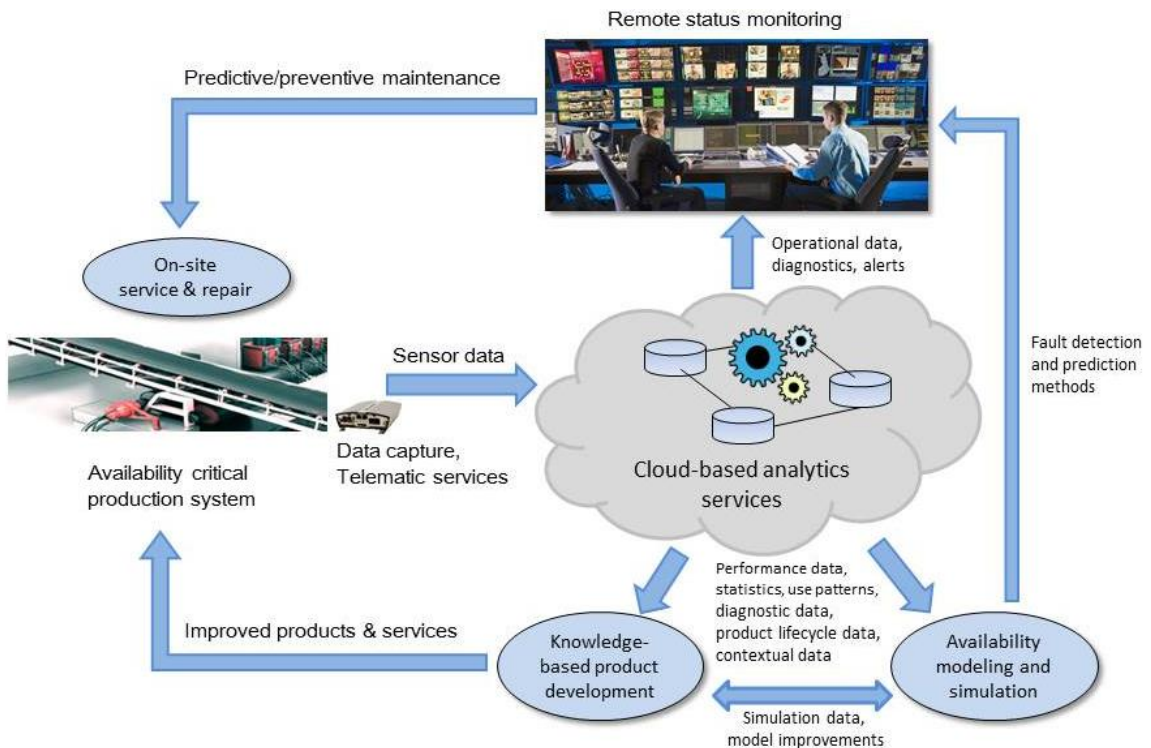 Remote status monitoring
Predictive/preventive maintenance
Operational data,
diagnostics, alerts
On-site
service & repair
Sensor data
Fault detection
and prediction
methods
Data capture,
Telematic services
Cloud-based analytics
services
Availability critical
production system
Performance data,
statistics, use patterns,
diagnostic data,
product lifecycle data,
contextual data
Improved products & services
Knowledge-
based product
development
Availability
modeling and
simulation
Simulation data,
model improvements